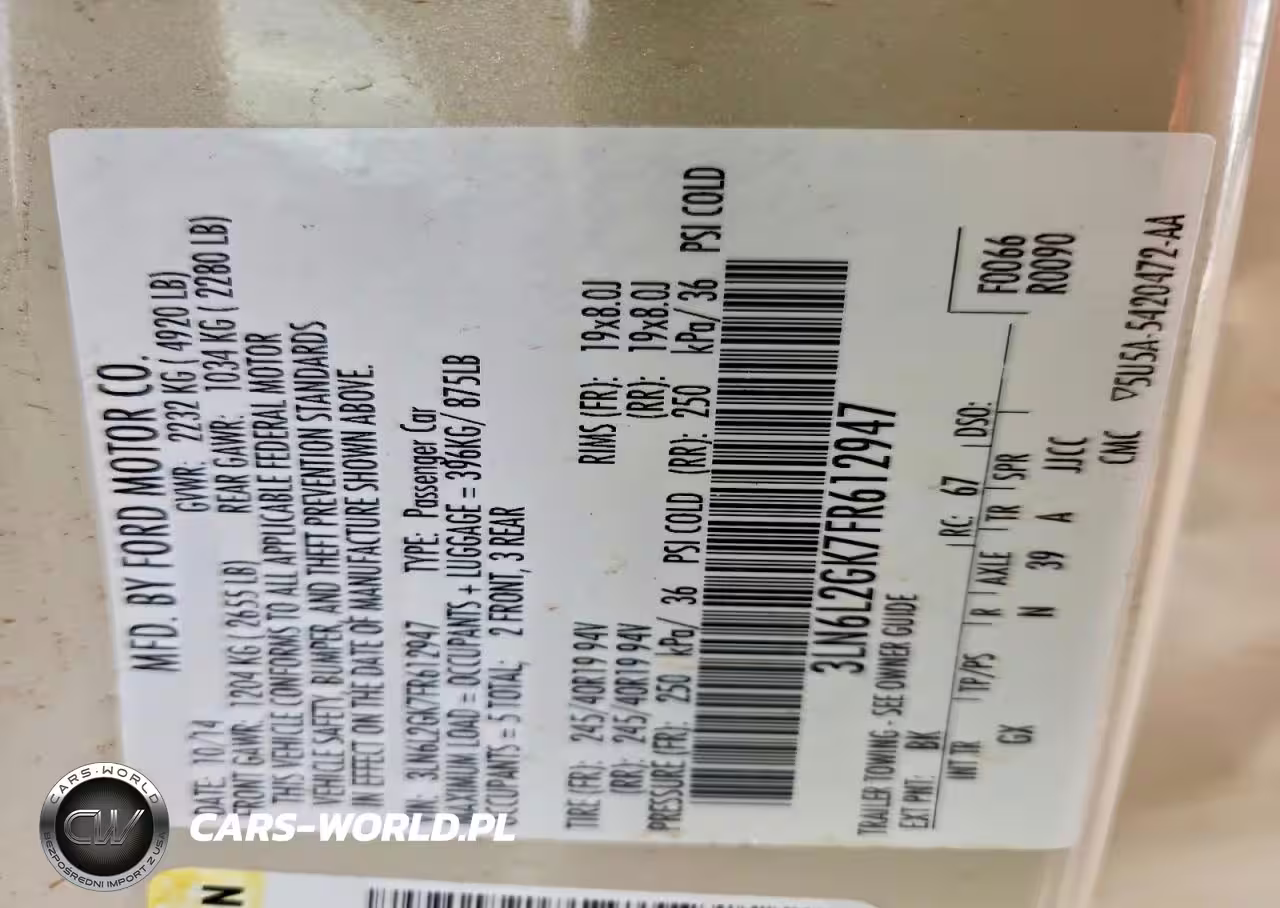 MFD. BY FORD MOTOR CO.
DATE: 10/14 GVWR: 2232 KG ( 4920 LB)
FRONT GAWR: 1204 KG ( 2655 LB) REAR GAWR: 1034 KG ( 2280 LB)
THIS VEHICLE CONFORMS TO ALL APPLICABLE FEDERAL MOTOR
VEHICLE SAFETY, BUMPER, AND THEFT PREVENTION STANDARDS
IN EFFECT ON THE DATE OF MANUFACTURE SHOWN ABOVE.
VIN: 3LN6L2GK7FR612947 TYPE: Passenger Car
MAXIMUM LOAD = OCCUPANTS + LUGGAGE = 396KG/ 875LB
OCCUPANTS = 5 TOTAL, 2 FRONT, 3 REAR
TIRE (FR): 245/40R19 94V RIMS (FR): 19x8.0J
(RR): 245/40R19 94V (RR): 19x8.0J
PRESSURE (FR): 250 kPa/ 36 PSI COLD (RR): 250 kPa/ 36 PSI COLD
3LN6L2GK7FR612947
TRAILER TOWING - SEE OWNER GUIDE
EXT PNT: BK RC: 67 DSO: F0066
INT TR TP/PS R AXLE TR SPR R0090
GX N 39 A JJCC
CMC ▽5U5A-5420472-AA
N
CARS-WORLD
CW
BEZPOŚREDNI IMPORT Z USA
CARS-WORLD.PL